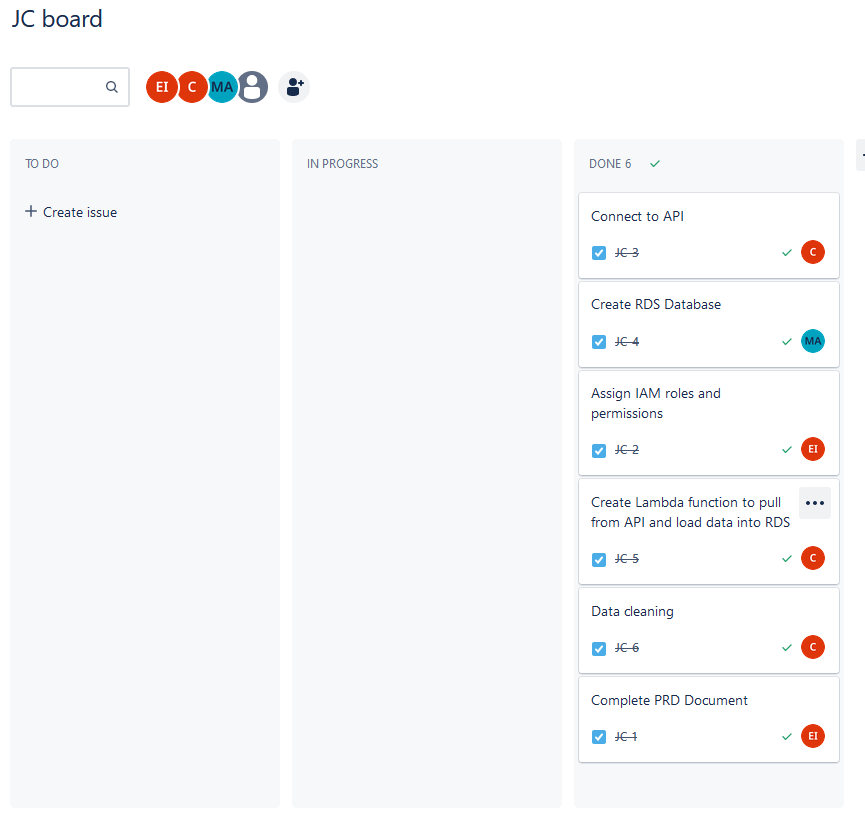 JC board
EI C MA
TO DO
+ Create issue
IN PROGRESS
DONE 6
Connect to API
JC-3 C
Create RDS Database
JC-4 MA
Assign IAM roles and
permissions
JC-2 EI
Create Lambda function to pull
from API and load data into RDS
JC-5 C
Data cleaning
JC-6 C
Complete PRD Document
JC-1 EI